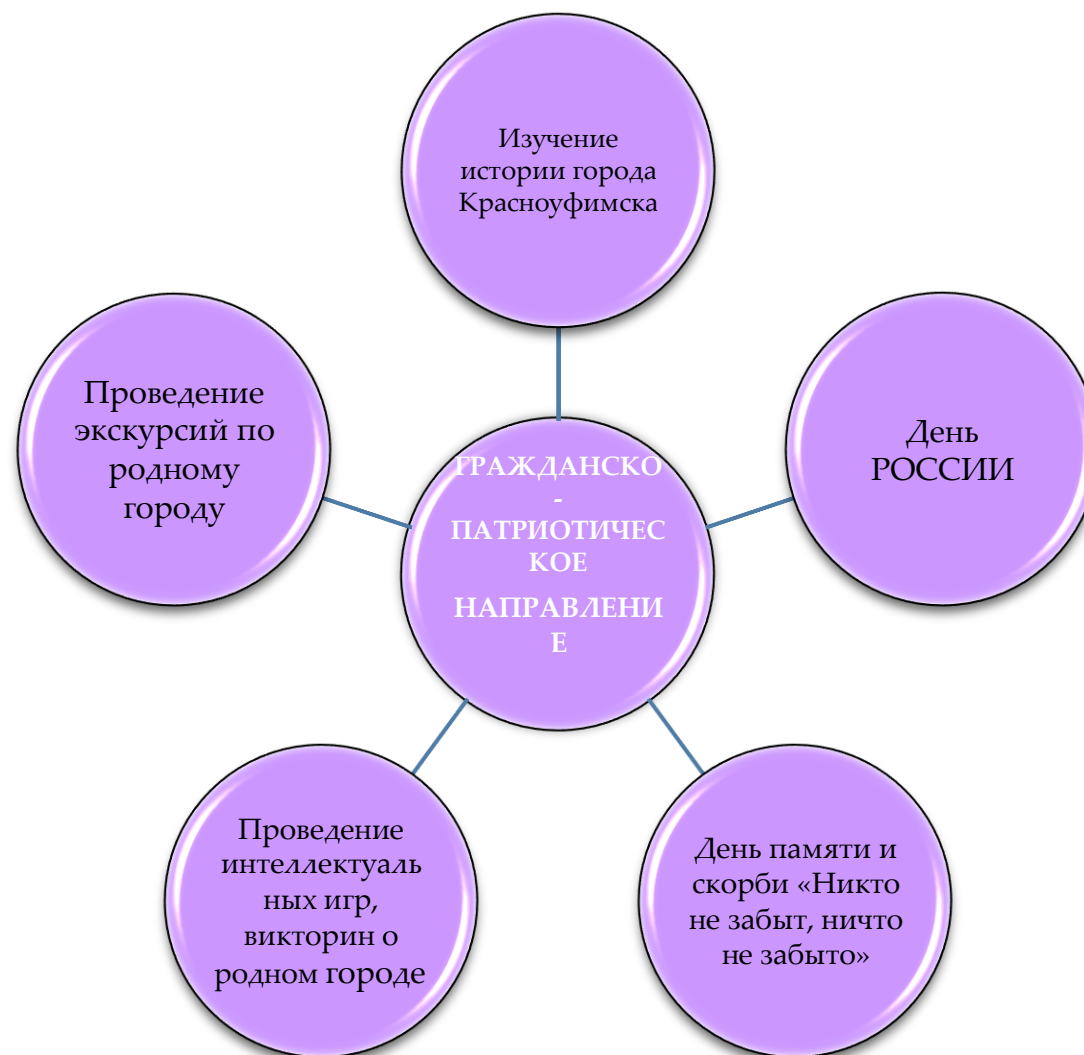 Изучение
истории города
Красноуфимска
Проведение
экскурсий по
родному
городу
День
РОССИИ
ГРАЖДАНСКО
-
ПАТРИОТИЧЕС
КОЕ
НАПРАВЛЕНИ
Е
Проведение
интеллектуаль
ных игр,
викторин о
родном городе
День памяти и
скорби «Никто
не забыт, ничто
не забыто»